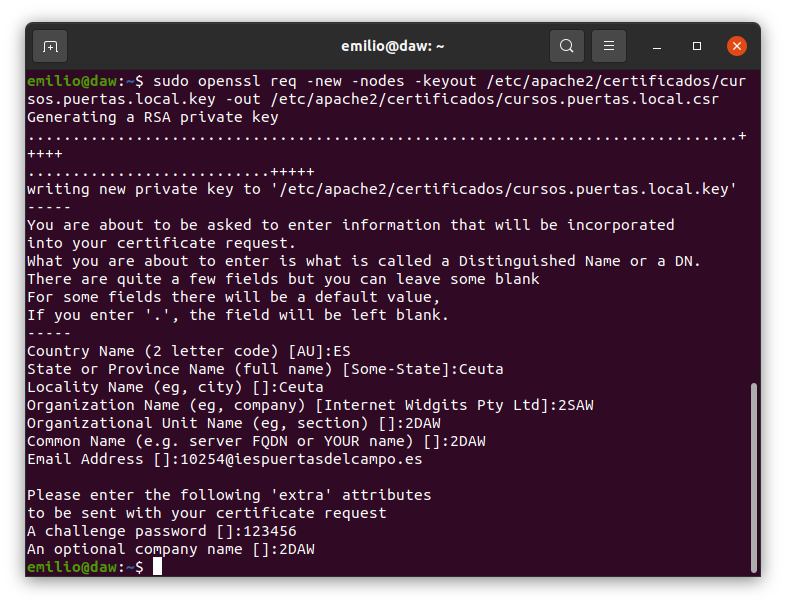 emilio@daw: ~
emilio@daw:~$ sudo openssl req -new -nodes -keyout /etc/apache2/certificados/cur
sos.puertas.local.key -out /etc/apache2/certificados/cursos.puertas.local.csr
Generating a RSA private key
...............................................................................+
++++
...........................+++++
writing new private key to '/etc/apache2/certificados/cursos.puertas.local.key'
-----
You are about to be asked to enter information that will be incorporated
into your certificate request.
What you are about to enter is what is called a Distinguished Name or a DN.
There are quite a few fields but you can leave some blank
For some fields there will be a default value,
If you enter '.', the field will be left blank.
-----
Country Name (2 letter code) [AU]:ES
State or Province Name (full name) [Some-State]:Ceuta
Locality Name (eg, city) []:Ceuta
Organization Name (eg, company) [Internet Widgits Pty Ltd]:2SAW
Organizational Unit Name (eg, section) []:2DAW
Common Name (e.g. server FQDN or YOUR name) []:2DAW
Email Address []:10254@iespuertasdelcampo.es

Please enter the following 'extra' attributes
to be sent with your certificate request
A challenge password []:123456
An optional company name []:2DAW
emilio@daw:~$